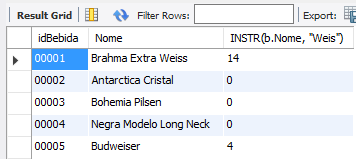 Result Grid Filter Rows: Export:
idBebida Nome INSTR(b.Nome, "Weis")
00001 Brahma Extra Weiss 14
00002 Antarctica Cristal 0
00003 Bohemia Pilsen 0
00004 Negra Modelo Long Neck 0
00005 Budweiser 4